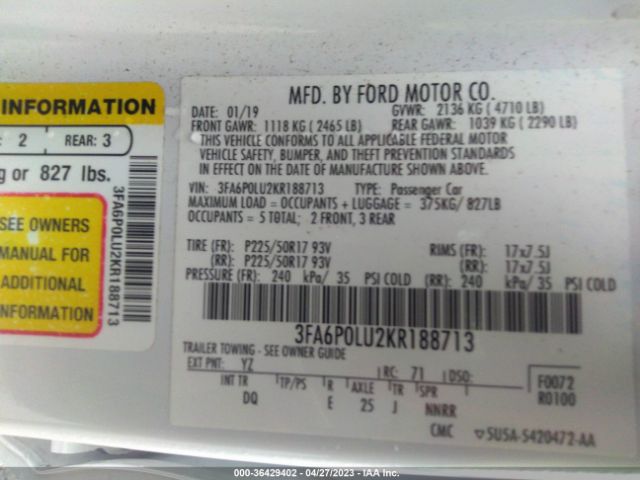 INFORMATION
: 2 REAR: 3
g or 827 lbs.
SEE OWNERS
MANUAL FOR
ADDITIONAL
INFORMATION
3FA6P0LU2KR188713
MFD. BY FORD MOTOR CO.
DATE: 01/19 GVWR: 2136 KG ( 4710 LB)
FRONT GAWR: 1118 KG ( 2465 LB) REAR GAWR: 1039 KG ( 2290 LB)
THIS VEHICLE CONFORMS TO ALL APPLICABLE FEDERAL MOTOR
VEHICLE SAFETY, BUMPER, AND THEFT PREVENTION STANDARDS
IN EFFECT ON THE DATE OF MANUFACTURE SHOWN ABOVE.
VIN: 3FA6P0LU2KR188713 TYPE: Passenger Car
MAXIMUM LOAD = OCCUPANTS + LUGGAGE = 375KG/ 827LB
OCCUPANTS = 5 TOTAL; 2 FRONT, 3 REAR
TIRE (FR): P225/50R17 93V RIMS (FR): 17x7.5J
(RR): P225/50R17 93V (RR): 17x7.5J
PRESSURE (FR): 240 kPa/ 35 PSI COLD (RR): 240 kPa/ 35 PSI COLD
3FA6P0LU2KR188713
TRAILER TOWING - SEE OWNER GUIDE
EXT PNT: YZ RC: 71 DSO: F0072
INT TR TP/PS R AXLE TR SPR R0100
DQ E 25 J NNRR
CMC SU5A-5420472-AA
000-36429402 - 04/27/2023 - IAA Inc.